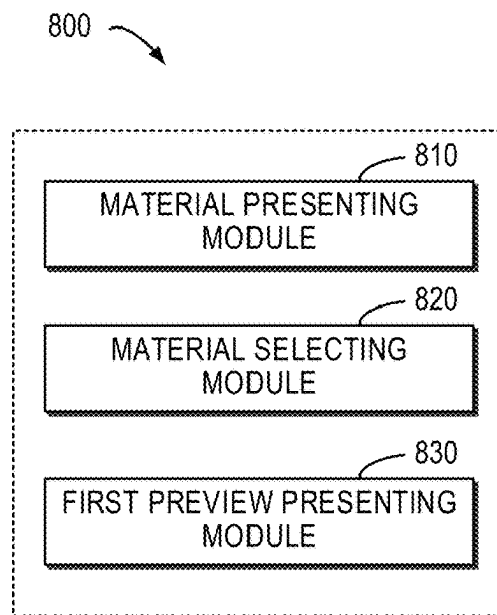 800
810
MATERIAL PRESENTING
MODULE
820
MATERIAL SELECTING
MODULE
830
FIRST PREVIEW PRESENTING
MODULE